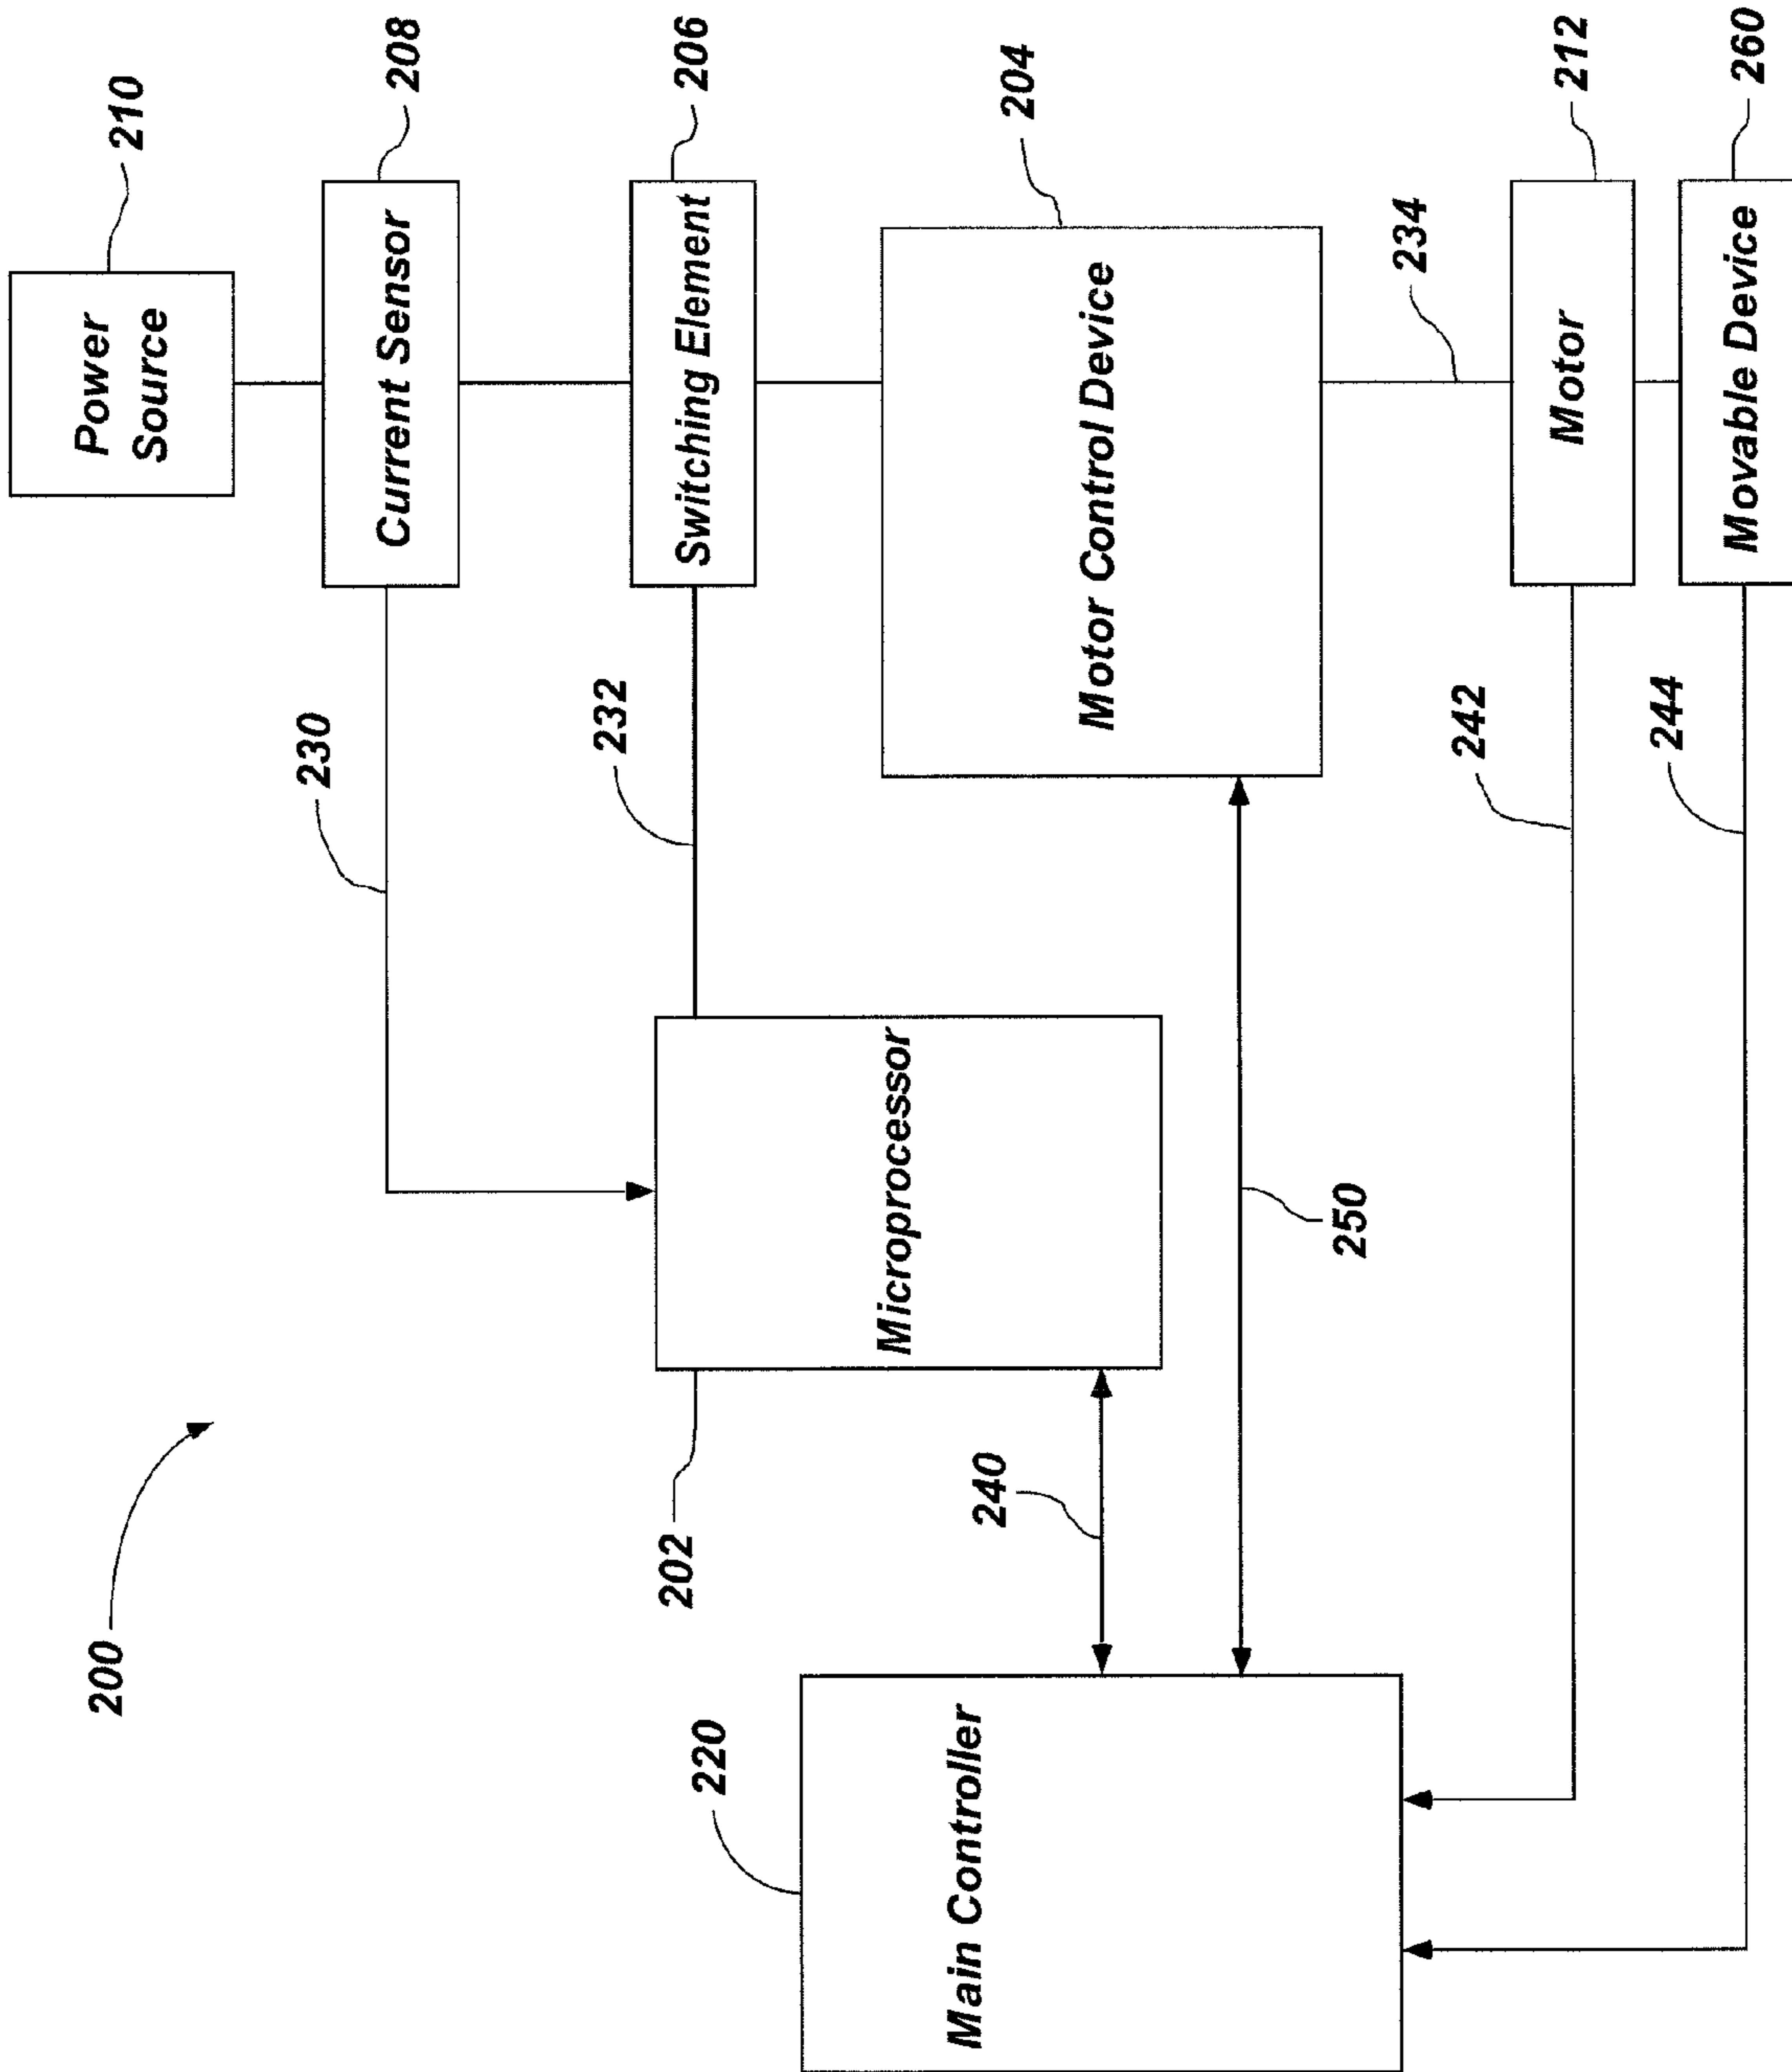 200
Power
Source
210
Current Sensor
208
230
Switching Element
206
232
Microprocessor
202
Motor Control Device
204
234
Main Controller
220
240
250
Motor
212
242
Movable Device
260
244